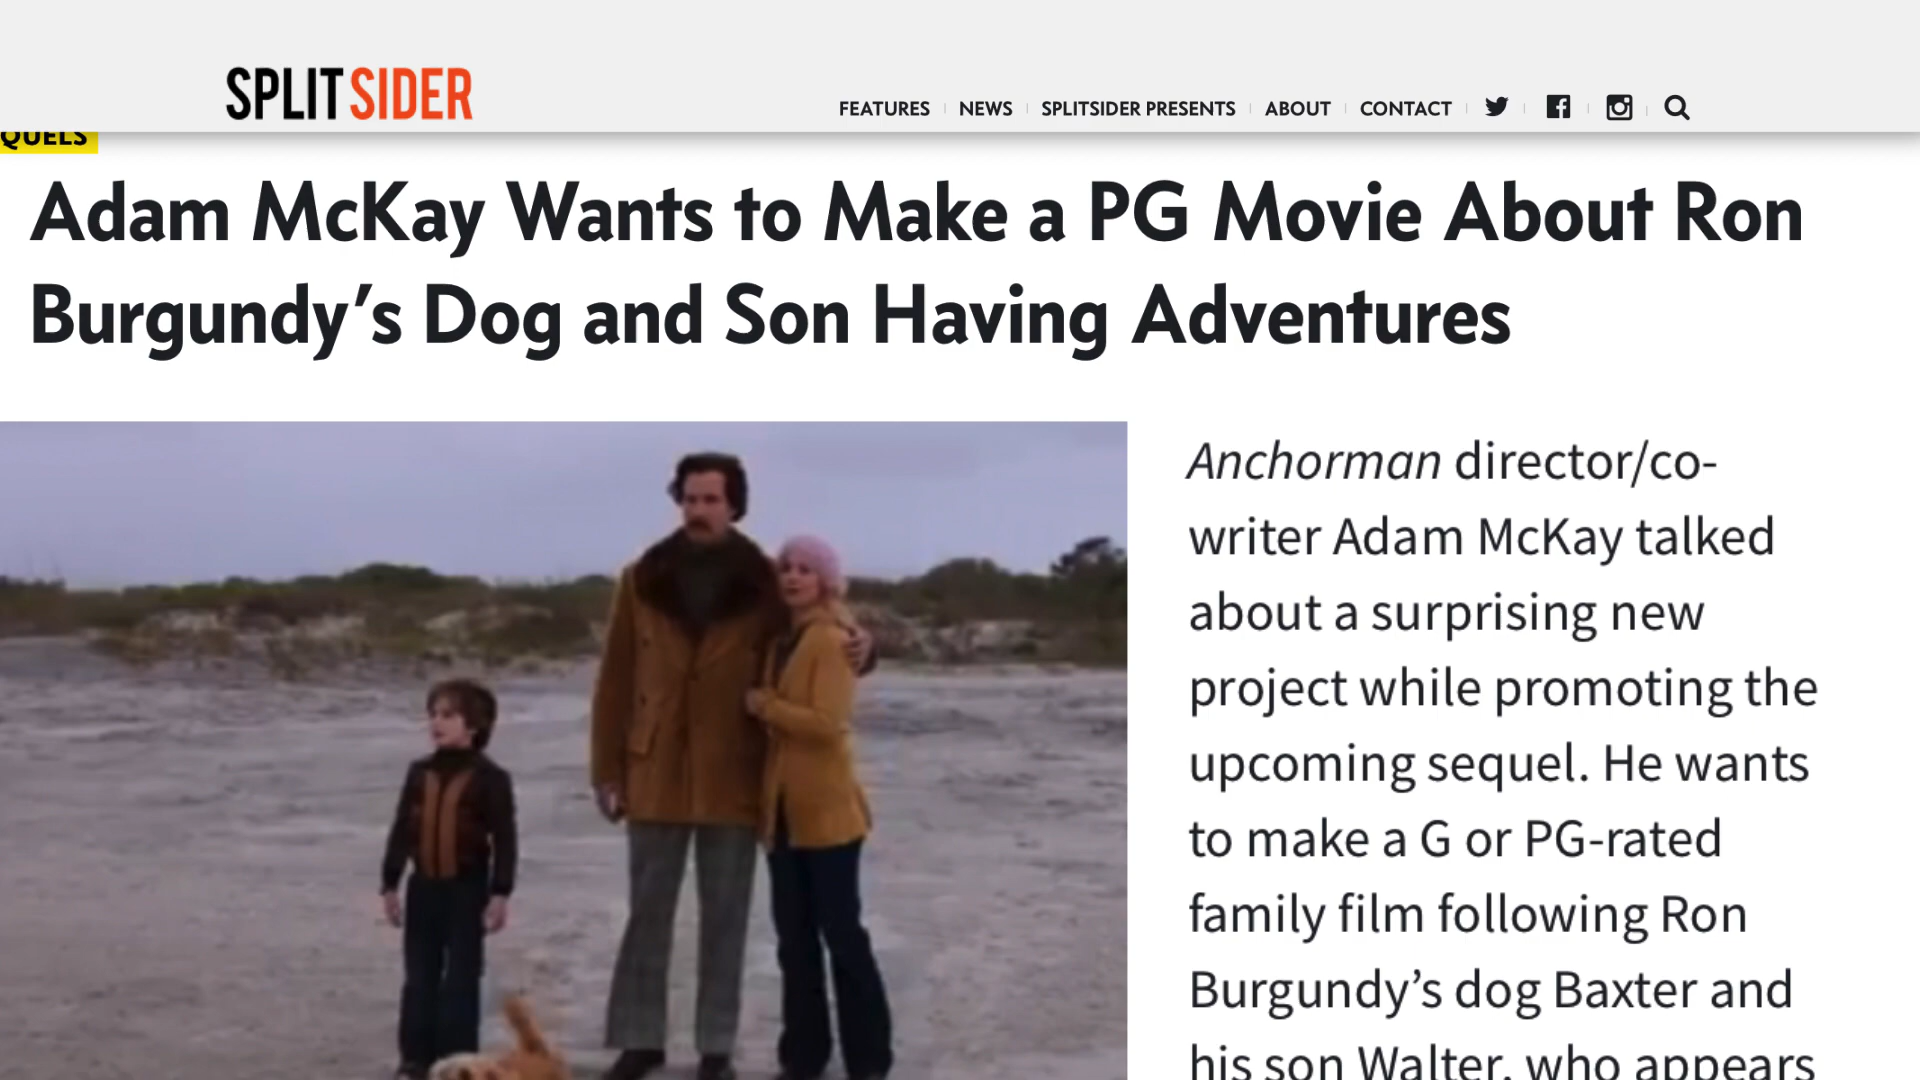 SPLITSIDER
FEATURES NEWS SPLITSIDER PRESENTS ABOUT CONTACT
QUELS
Adam McKay Wants to Make a PG Movie About Ron
Burgundy’s Dog and Son Having Adventures
Anchorman director/co-
writer Adam McKay talked
about a surprising new
project while promoting the
upcoming sequel. He wants
to make a G or PG-rated
family film following Ron
Burgundy’s dog Baxter and
his son Walter, who appears